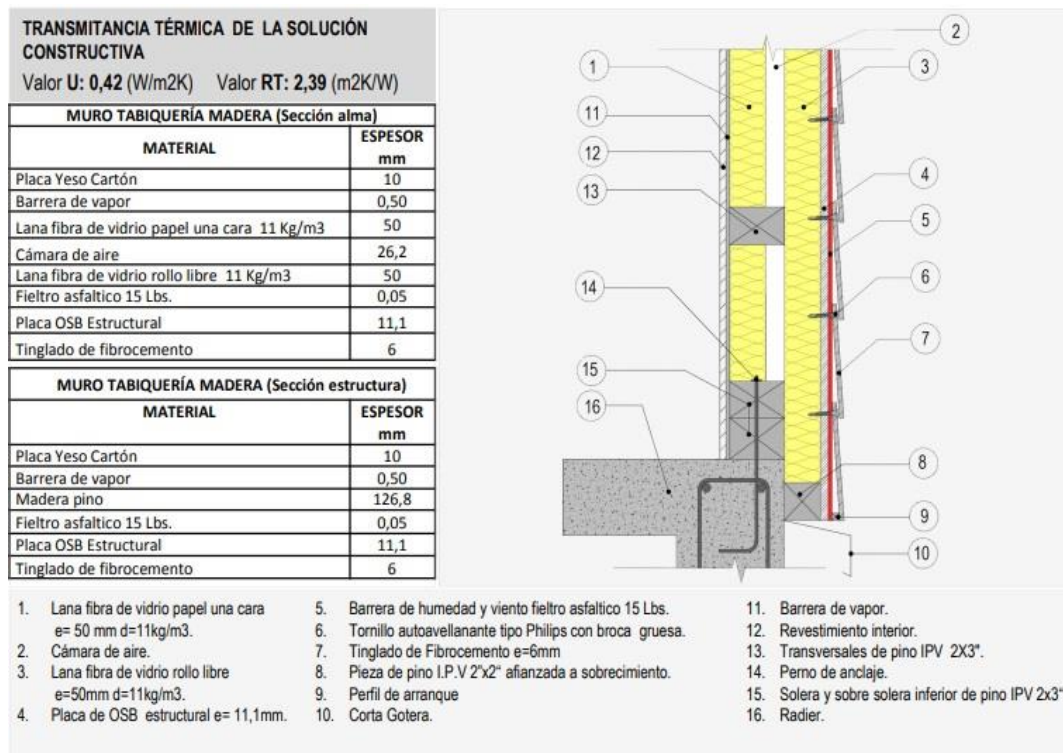 TRANSMITANCIA TÉRMICA DE LA SOLUCIÓN
CONSTRUCTIVA
Valor U: 0,42 (W/m2K) Valor RT: 2,39 (m2K/W)
MURO TABIQUERÍA MADERA (Sección alma)
MATERIAL ESPESOR
mm
Placa Yeso Cartón 10
Barrera de vapor 0,50
Lana fibra de vidrio papel una cara 11 Kg/m3 50
Cámara de aire 26,2
Lana fibra de vidrio rollo libre 11 Kg/m3 50
Fieltro asfaltico 15 Lbs. 0,05
Placa OSB Estructural 11,1
Tinglado de fibrocemento 6
MURO TABIQUERÍA MADERA (Sección estructura)
MATERIAL ESPESOR
mm
Placa Yeso Cartón 10
Barrera de vapor 0,50
Madera pino 126,8
Fieltro asfaltico 15 Lbs. 0,05
Placa OSB Estructural 11,1
Tinglado de fibrocemento 6
1
11
12
13
14
15
16
2
3
4
5
6
7
8
9
10
1. Lana fibra de vidrio papel una cara
e= 50 mm d=11kg/m3.
2. Cámara de aire.
3. Lana fibra de vidrio rollo libre
e=50mm d=11kg/m3.
4. Placa de OSB estructural e= 11,1mm.
5. Barrera de humedad y viento fieltro asfaltico 15 Lbs.
6. Tornillo autoavellanante tipo Philips con broca gruesa.
7. Tinglado de Fibrocemento e=6mm
8. Pieza de pino I.P.V 2"x2" afianzada a sobrecimiento.
9. Perfil de arranque
10. Corta Gotera.
11. Barrera de vapor.
12. Revestimiento interior.
13. Transversales de pino IPV 2X3".
14. Perno de anclaje.
15. Solera y sobre solera inferior de pino IPV 2x3"
16. Radier.